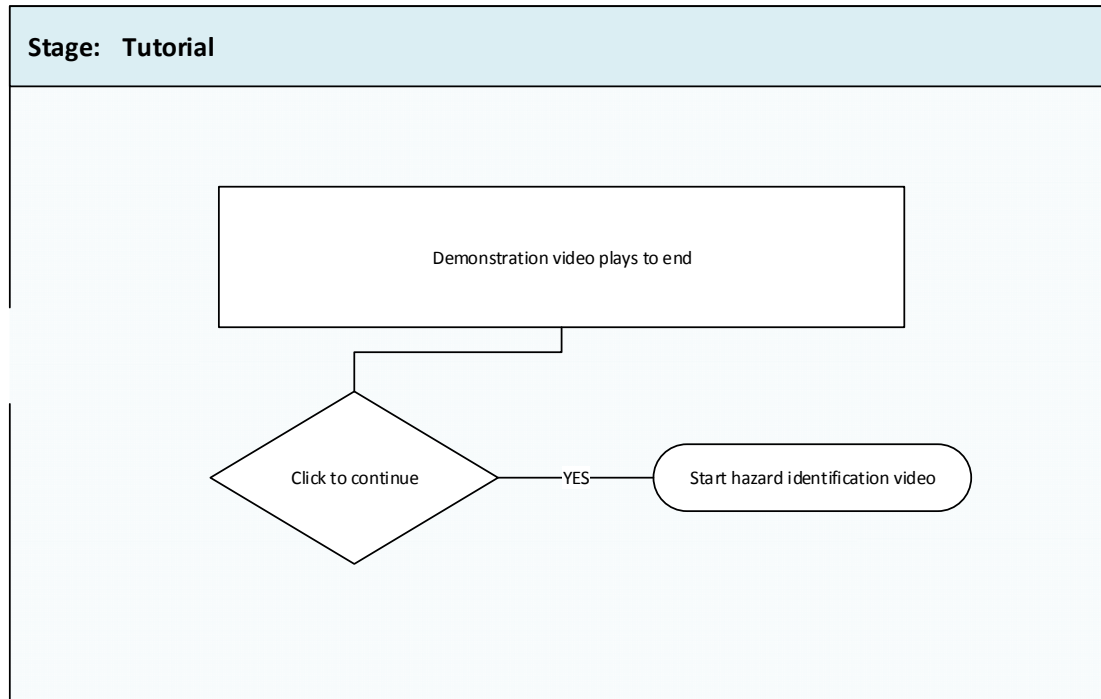 Stage: Tutorial
Demonstration video plays to end
Click to continue
YES
Start hazard identification video